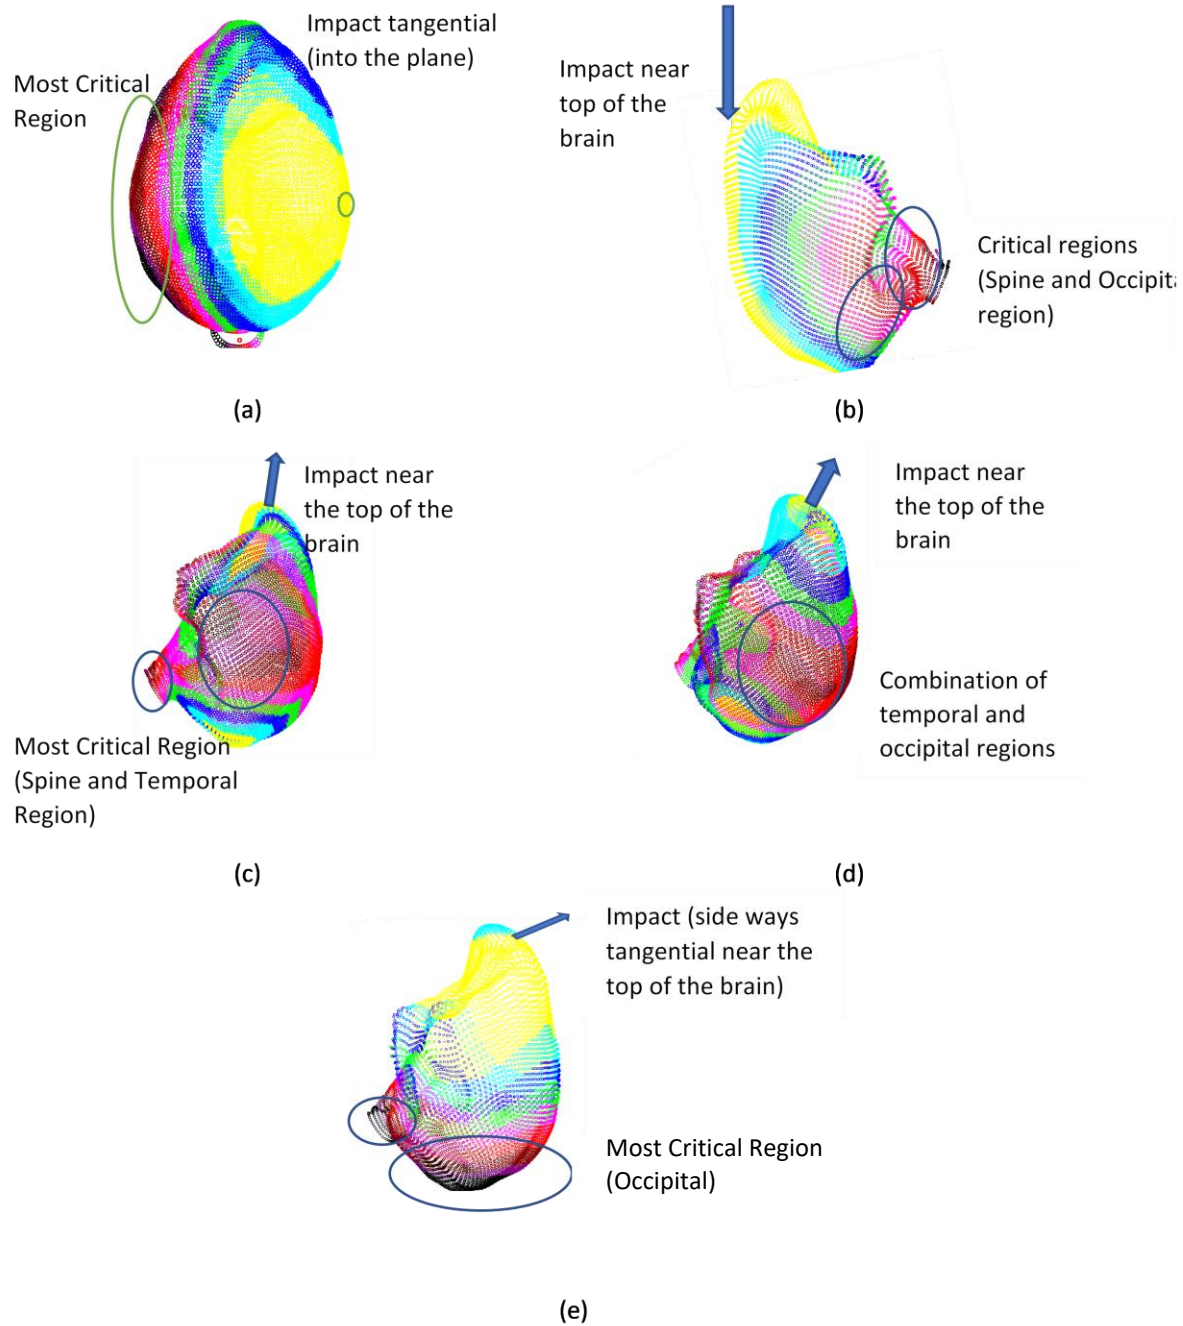 Impact tangential
(into the plane)
Most Critical
Region
Impact near
top of the
brain
Critical regions
(Spine and Occipita
region)
(a)
(b)
Impact near
the top of the
brain
Most Critical Region
(Spine and Temporal
Region)
Impact near
the top of the
brain
Combination of
temporal and
occipital regions
(c)
(d)
Impact (side ways
tangential near the
top of the brain)
Most Critical Region
(Occipital)
(e)